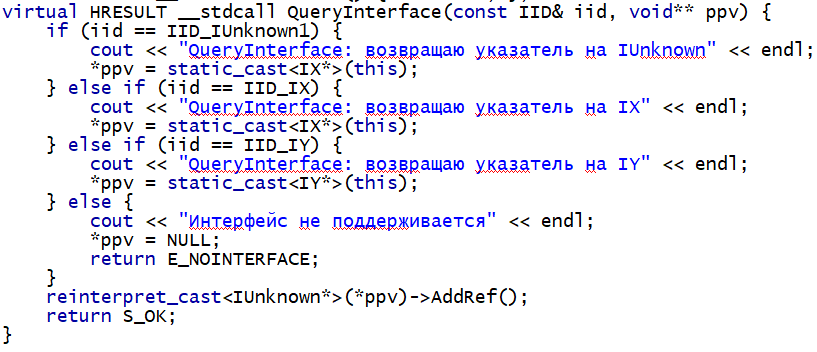 virtual HRESULT __stdcall QueryInterface(const IID& iid, void** ppv) {
    if (iid == IID_IUnknown1) {
        cout << "QueryInterface: возвращаю указатель на IUnknown" << endl;
        *ppv = static_cast<IX*>(this);
    } else if (iid == IID_IX) {
        cout << "QueryInterface: возвращаю указатель на IX" << endl;
        *ppv = static_cast<IX*>(this);
    } else if (iid == IID_IY) {
        cout << "QueryInterface: возвращаю указатель на IY" << endl;
        *ppv = static_cast<IY*>(this);
    } else {
        cout << "Интерфейс не поддерживается" << endl;
        *ppv = NULL;
        return E_NOINTERFACE;
    }
    reinterpret_cast<IUnknown*>(*ppv)->AddRef();
    return S_OK;
}